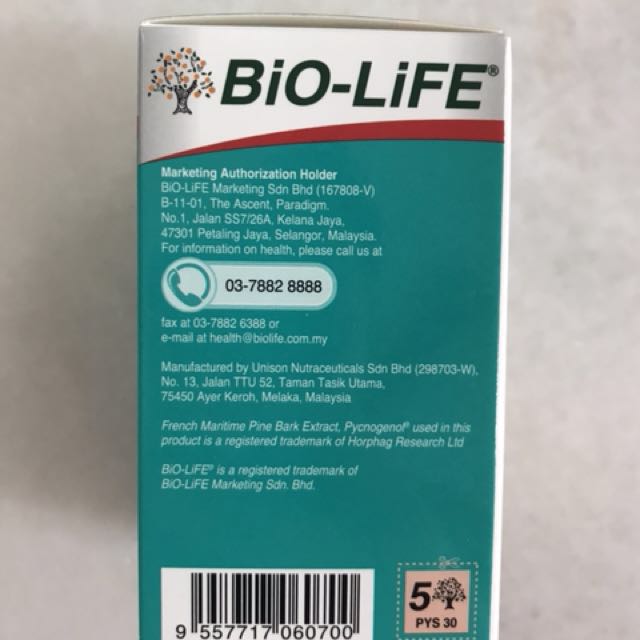 BiO-LiFE®
Marketing Authorization Holder
BiO-LiFE Marketing Sdn Bhd (167808-V)
B-11-01, The Ascent, Paradigm.
No.1, Jalan SS7/26A, Kelana Jaya,
47301 Petaling Jaya, Selangor, Malaysia.
For information on health, please call us at
03-7882 8888
fax at 03-7882 6388 or
e-mail at health@biolife.com.my
Manufactured by Unison Nutraceuticals Sdn Bhd (298703-W),
No. 13, Jalan TTU 52, Taman Tasik Utama,
75450 Ayer Keroh, Melaka, Malaysia
French Maritime Pine Bark Extract, Pycnogenol® used in this
product is a registered trademark of Horphag Research Ltd
BiO-LiFE® is a registered trademark of
BiO-LiFE Marketing Sdn. Bhd.
9 557717 060700
5
PYS 30